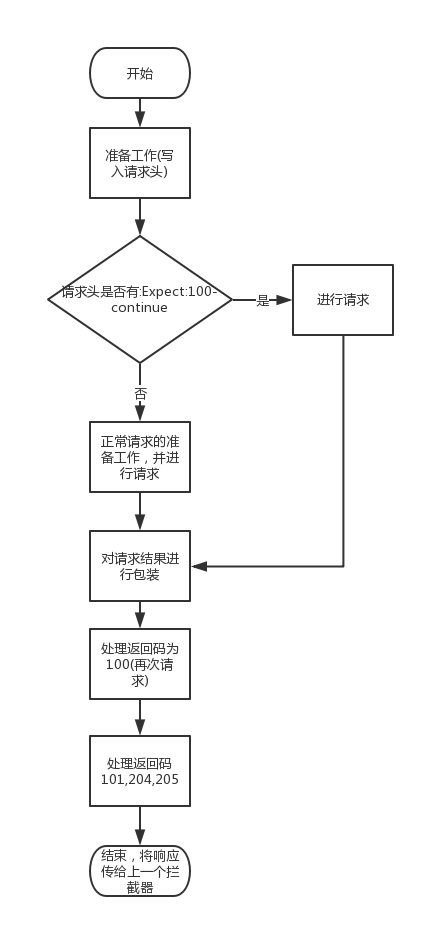 开始
准备工作(写
入请求头)
请求头是否有:Expect:100-
continue
是
进行请求
否
正常请求的准
备工作，并进
行请求
对请求结果进
行包装
处理返回码为
100(再次请
求)
处理返回码
101,204,205
结束，将响应
传给上一个拦
截器